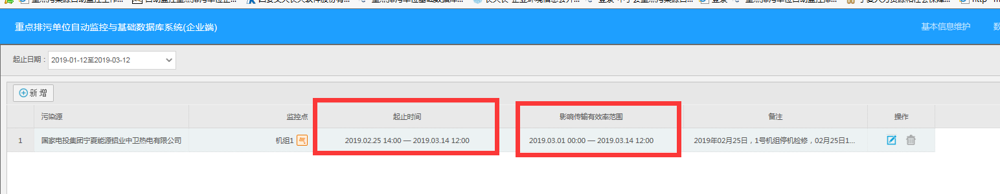 重点排污单位自动监控与基础数据库系统(企业端)
基本信息维护
起止日期：
2019-01-12至2019-03-12
新 增
污染源
监控点
起止时间
影响传输有效率范围
备注
操作
1
国家电投集团宁夏能源铝业中卫热电有限公司
机组1 气
2019.02.25 14:00 — 2019.03.14 12:00
2019.03.01 00:00 — 2019.03.14 12:00
2019年02月25日，1号机组停机检修，02月25日1...